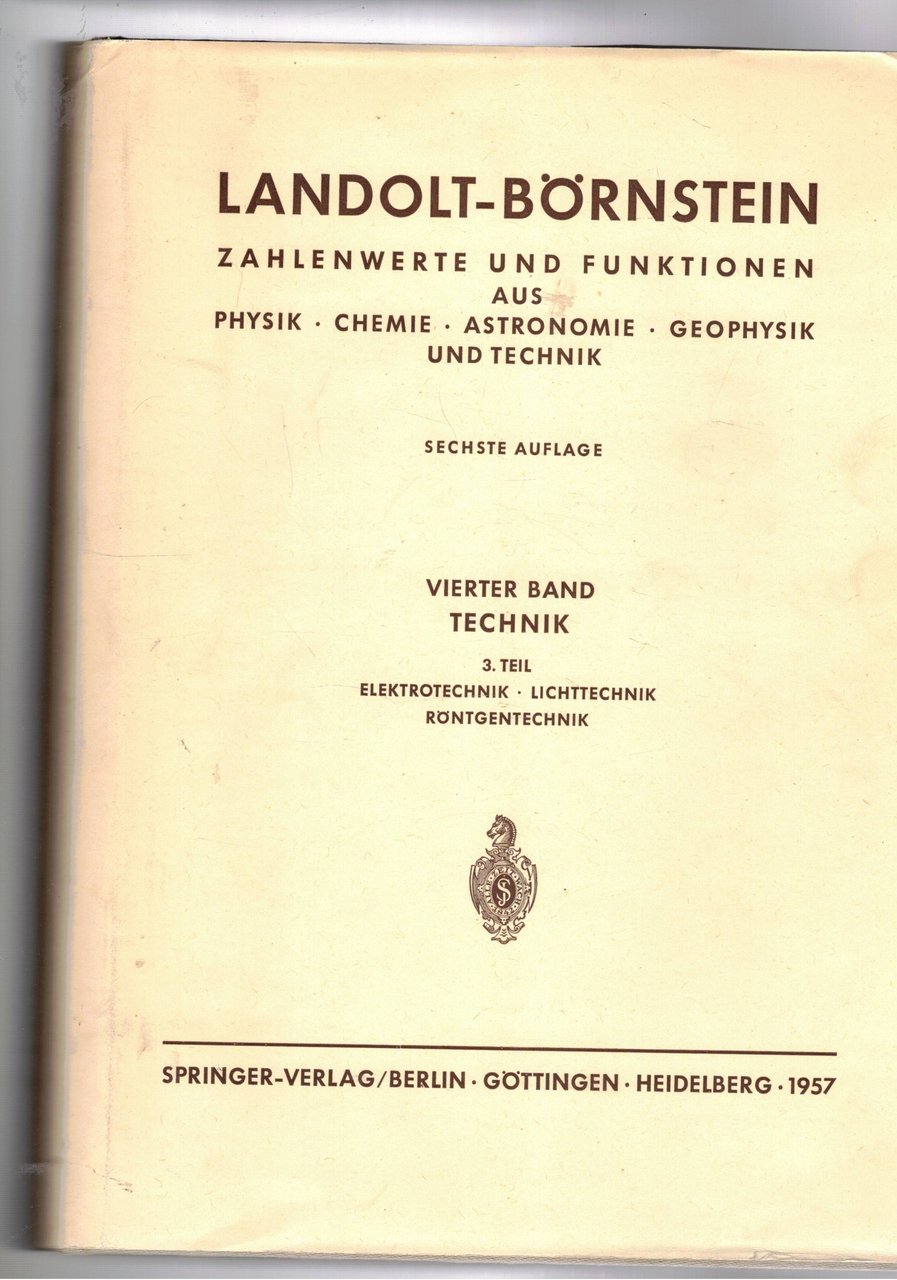 LANDOLT-BÖRNSTEIN
ZAHLENWERTE UND FUNKTIONEN
AUS
PHYSIK · CHEMIE · ASTRONOMIE · GEOPHYSIK
UND TECHNIK
SECHSTE AUFLAGE
VIERTER BAND
TECHNIK
3. TEIL
ELEKTROTECHNIK · LICHTTECHNIK
RÖNTGENTECHNIK
SPRINGER-VERLAG/BERLIN · GÖTTINGEN · HEIDELBERG · 1957